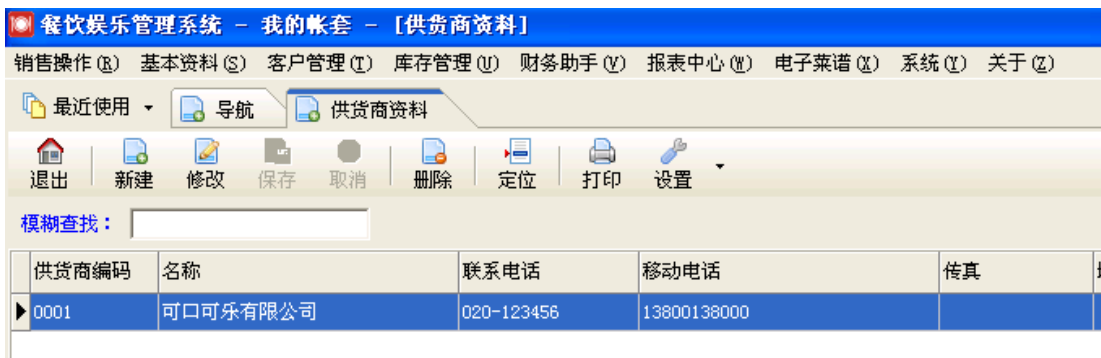 餐饮娱乐管理系统 - 我的帐套 - [供货商资料]
销售操作(R) 基本资料(S) 客户管理(T) 库存管理(U) 财务助手(V) 报表中心(W) 电子菜谱(X) 系统(Y) 关于(Z)
最近使用 导航 供货商资料
退出 新建 修改 保存 取消 删除 定位 打印 设置
模糊查找：
供货商编码 名称 联系电话 移动电话 传真
0001 可口可乐有限公司 020-123456 13800138000